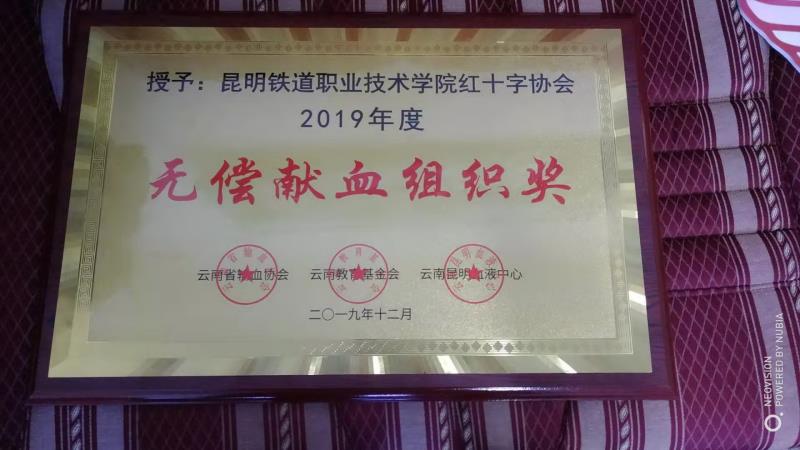 授予：昆明铁道职业技术学院红十字协会
2019年度
无偿献血组织奖
云南省输血协会 云南教育基金会 云南昆明血液中心
二〇一九年十二月
NEOVISION
POWERED BY NUBIA